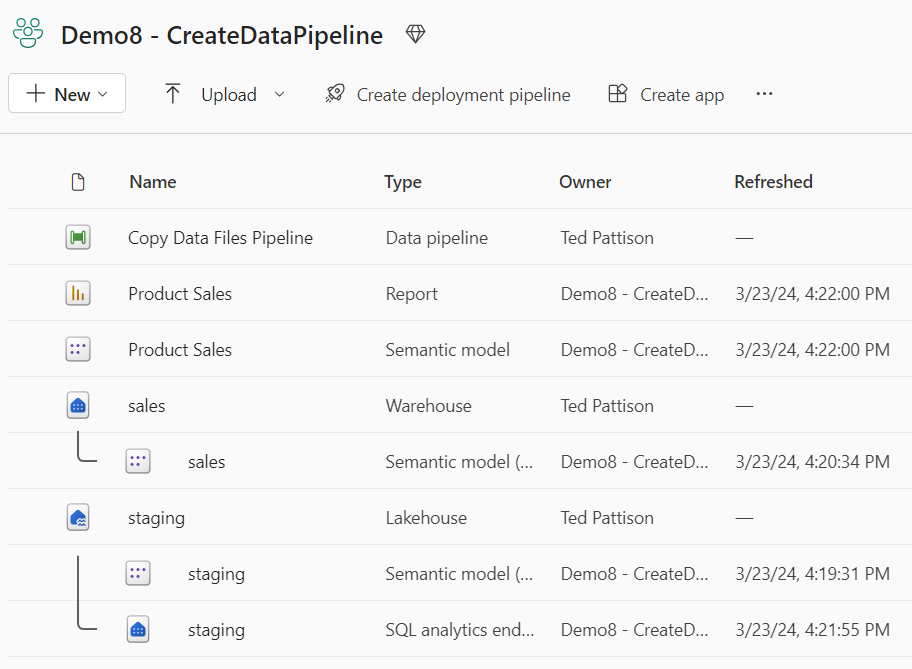 Demo8 - CreateDataPipeline
New Upload Create deployment pipeline Create app ...
Name Type Owner Refreshed
Copy Data Files Pipeline Data pipeline Ted Pattison —
Product Sales Report Demo8 - CreateD... 3/23/24, 4:22:00 PM
Product Sales Semantic model Demo8 - CreateD... 3/23/24, 4:22:00 PM
sales Warehouse Ted Pattison —
sales Semantic model (... Demo8 - CreateD... 3/23/24, 4:20:34 PM
staging Lakehouse Ted Pattison —
staging Semantic model (... Demo8 - CreateD... 3/23/24, 4:19:31 PM
staging SQL analytics end... Demo8 - CreateD... 3/23/24, 4:21:55 PM